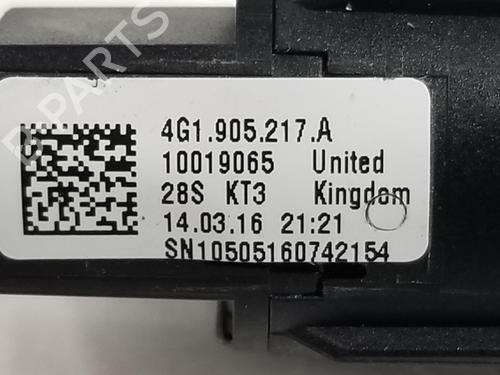 B-PARTS
4G1.905.217.A
10019065 United
28S KT3 Kingdom
14.03.16 21:21
SN10505160742154